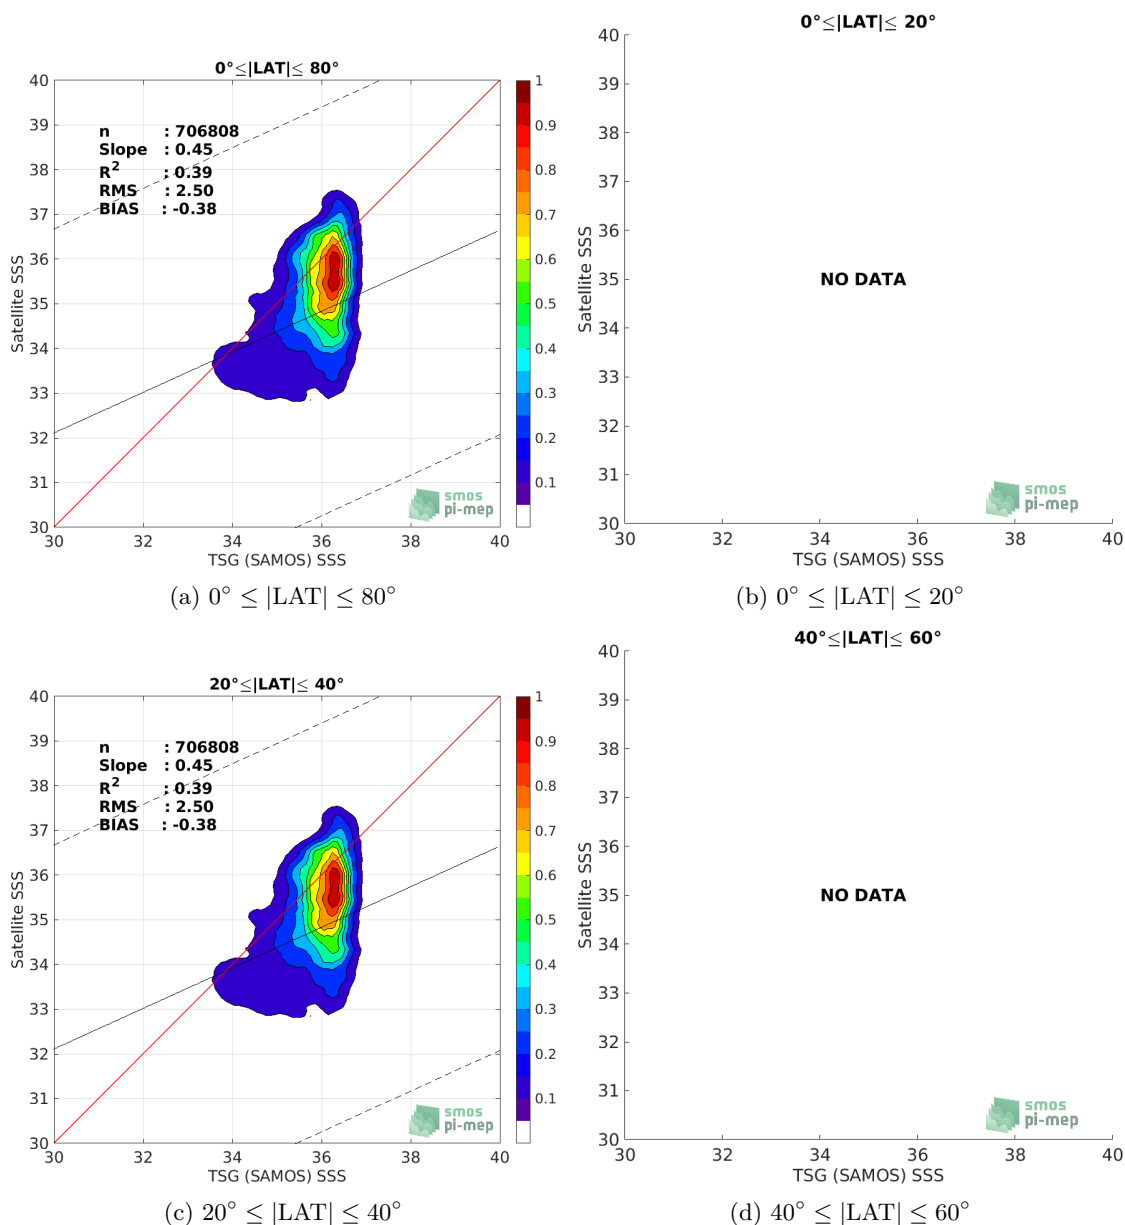 0°≤|LAT|≤ 80°
40
39
38
37
36
35
34
33
32
31
30
Satellite SSS
n : 706808
Slope : 0.45
R² : 0.39
RMS : 2.50
BIAS : -0.38
1
0.9
0.8
0.7
0.6
0.5
0.4
0.3
0.2
0.1
smos
pi-mep
30 32 34 36 38 40
TSG (SAMOS) SSS
(a) 0° ≤ |LAT| ≤ 80°
0°≤|LAT|≤ 20°
40
39
38
37
36
35
34
33
32
31
30
Satellite SSS
NO DATA
smos
pi-mep
30 32 34 36 38 40
TSG (SAMOS) SSS
(b) 0° ≤ |LAT| ≤ 20°
20°≤|LAT|≤ 40°
40
39
38
37
36
35
34
33
32
31
30
Satellite SSS
n : 706808
Slope : 0.45
R² : 0.39
RMS : 2.50
BIAS : -0.38
1
0.9
0.8
0.7
0.6
0.5
0.4
0.3
0.2
0.1
smos
pi-mep
30 32 34 36 38 40
TSG (SAMOS) SSS
(c) 20° ≤ |LAT| ≤ 40°
40°≤|LAT|≤ 60°
40
39
38
37
36
35
34
33
32
31
30
Satellite SSS
NO DATA
smos
pi-mep
30 32 34 36 38 40
TSG (SAMOS) SSS
(d) 40° ≤ |LAT| ≤ 60°